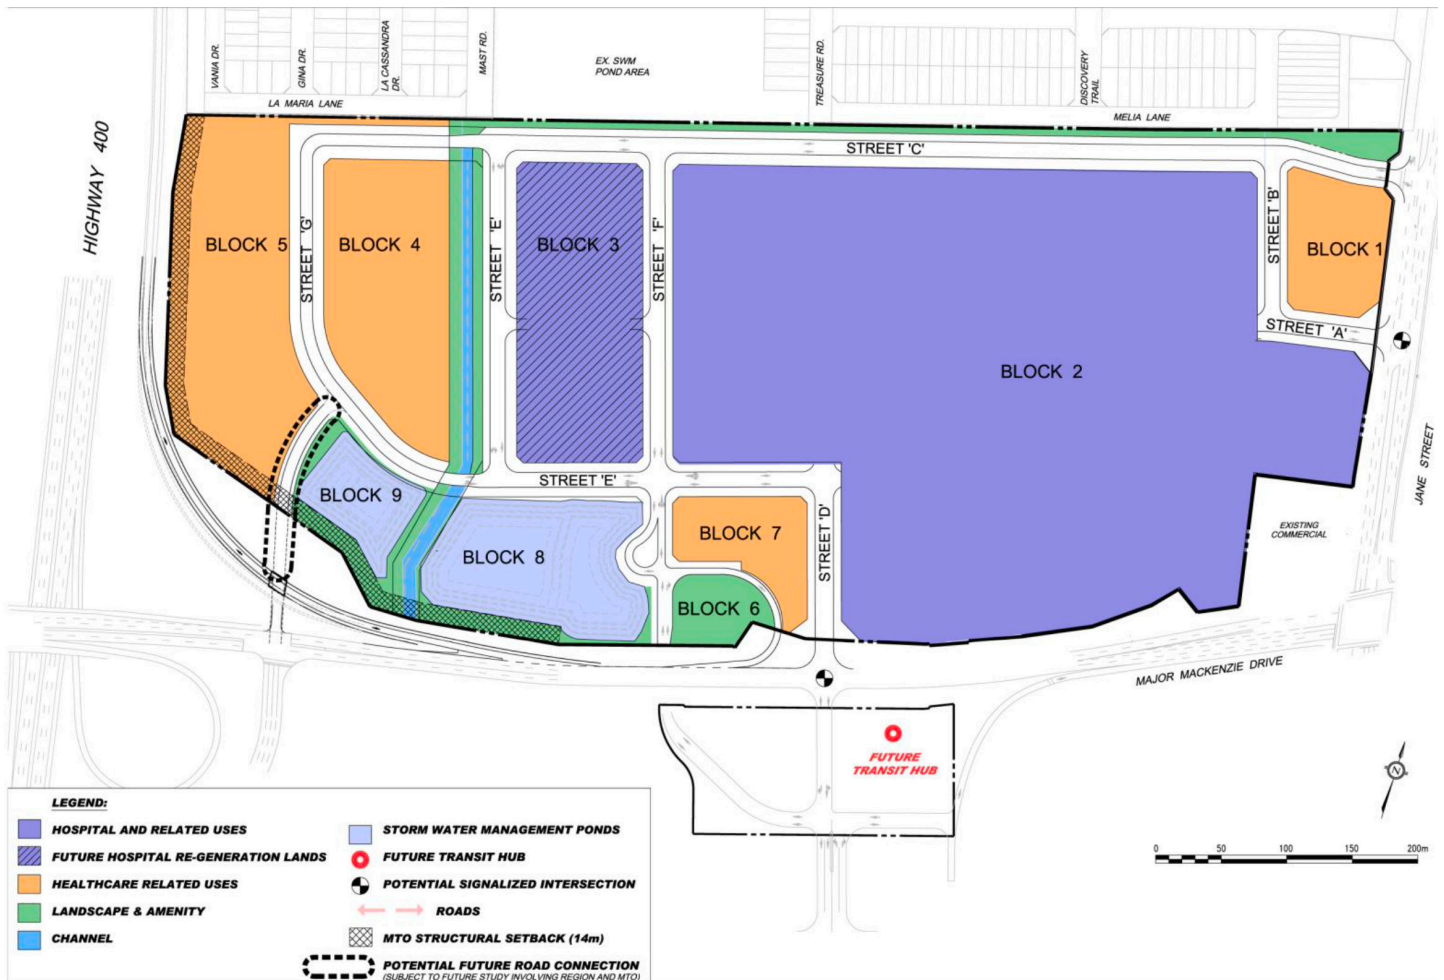 VANIA DR.
GINA DR.
LA CASSANDRA
DR.
MAST RD.
EX. SWM
POND AREA
TREASURE RD.
DISCOVERY
TRAIL
LA MARIA LANE
MELIA LANE
HIGHWAY 400
STREET 'C'
BLOCK 5
STREET 'G'
BLOCK 4
STREET 'E'
BLOCK 3
STREET 'F'
STREET 'B'
BLOCK 1
STREET 'A'
BLOCK 2
JANE STREET
STREET 'E'
BLOCK 9
BLOCK 8
BLOCK 7
STREET 'D'
BLOCK 6
EXISTING
COMMERCIAL
MAJOR MACKENZIE DRIVE
FUTURE
TRANSIT HUB
N
0 50 100 150 200m
LEGEND:
HOSPITAL AND RELATED USES
FUTURE HOSPITAL RE-GENERATION LANDS
HEALTHCARE RELATED USES
LANDSCAPE & AMENITY
CHANNEL
STORM WATER MANAGEMENT PONDS
FUTURE TRANSIT HUB
POTENTIAL SIGNALIZED INTERSECTION
ROADS
MTO STRUCTURAL SETBACK (14m)
POTENTIAL FUTURE ROAD CONNECTION
(SUBJECT TO FUTURE STUDY INVOLVING REGION AND MTO)